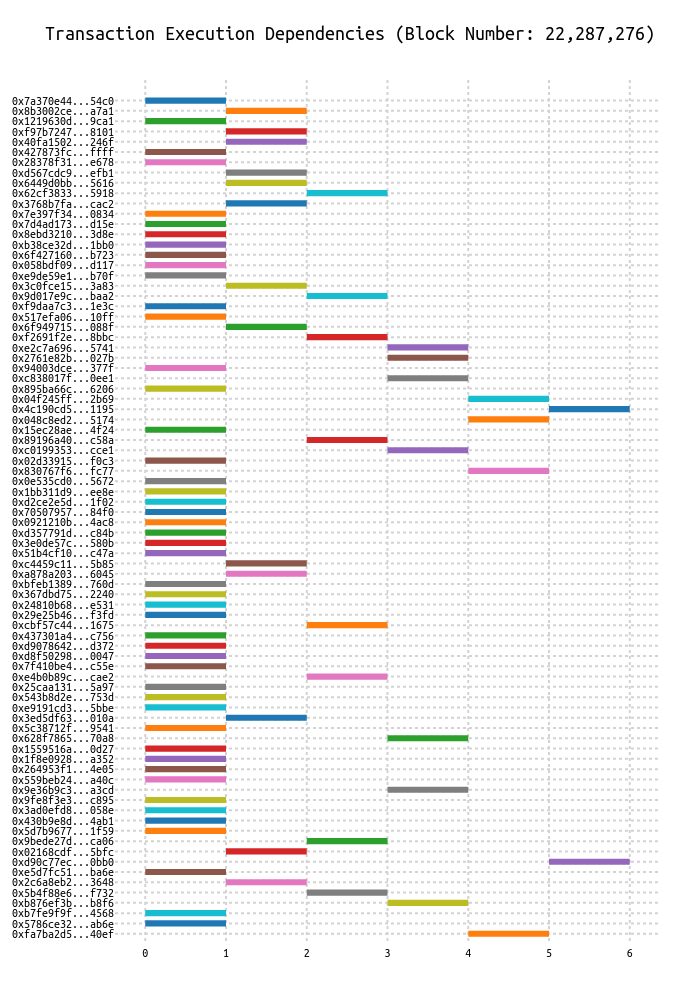 Transaction Execution Dependencies (Block Number: 22,287,276)
0x7a370e44...54c0
0x8b3002ce...a7a1
0x1219630d...9ca1
0xf97b7247...8101
0x40fa1502...246f
0x427873fc...ffff
0x28378f31...e678
0xd567cdc9...efb1
0x6449d0bb...5616
0x62cf3833...5918
0x3768b7fa...cac2
0x7e397f34...0834
0x7d4ad173...d15e
0x8ebd3210...3d8e
0xb38ce32d...1bb0
0x6f427160...b723
0x058bdf09...d117
0xe9de59e1...b70f
0x3c0fce15...3a83
0x9d017e9c...baa2
0xf9daa7c3...1e3c
0x517efa06...10ff
0x6f949715...088f
0xf2691f2e...8bbc
0xe2c7a696...5741
0x2761e82b...027b
0x94003dce...377f
0xc838017f...0ee1
0x895ba66c...6206
0x04f245ff...2b69
0x4c190cd5...1195
0x048c8ed2...5174
0x15ec28ae...4f24
0x89196a40...c58a
0xc0199353...cce1
0x02d33915...f0c3
0x830767f6...fc77
0x0e535cd0...5672
0x1bb311d9...ee8e
0xd2ce2e5d...1f02
0x70507957...84f0
0x0921210b...4ac8
0xd357791d...c84b
0x3e0de57c...580b
0x51b4cf10...c47a
0xc4459c11...5b85
0xa878a203...6045
0xbfeb1389...760d
0x367dbd75...2240
0x24810b68...e531
0x29e25b46...f3fd
0xcbf57c44...1675
0x437301a4...c756
0xd9078642...d372
0xd8f50298...0047
0x7f410be4...c55e
0xe4b0b89c...cae2
0x25caa131...5a97
0x543b8d2e...753d
0xe9191cd3...5bbe
0x3ed5df63...010a
0x5c38712f...9541
0x628f7865...70a8
0x1559516a...0d27
0x1f8e0928...a352
0x264953f1...4e05
0x559beb24...a40c
0x9e36b9c3...a3cd
0x9fe8f3e3...c895
0x3ad0efd8...058e
0x430b9e8d...4ab1
0x5d7b9677...1f59
0x9bede27d...ca06
0x02168cdf...5bfc
0xd90c77ec...0bb0
0xe5d7fc51...ba6e
0x2c6a8eb2...3648
0x5b4f88e6...f732
0xb876ef3b...b8f6
0xb7fe9f9f...4568
0x5786ce32...ab6e
0xfa7ba2d5...40ef
0 1 2 3 4 5 6